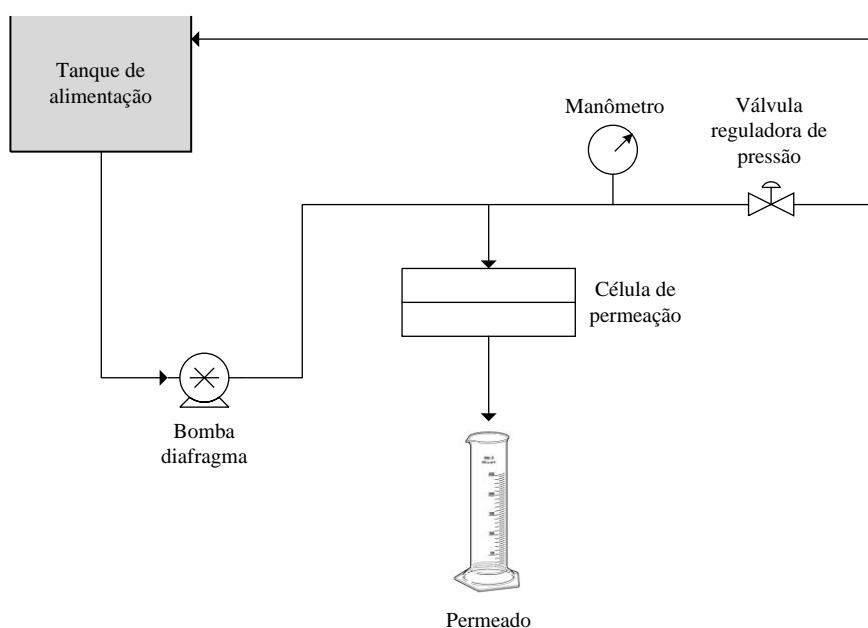 Tanque de
alimentação
Manômetro
Válvula
reguladora de
pressão
Célula de
permeação
Bomba
diafragma
Permeado